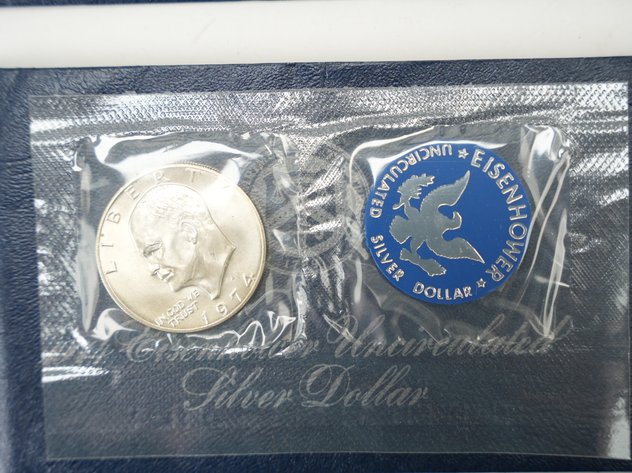 LIBERTY
IN GOD WE
TRUST
1974
EISENHOWER
UNCIRCULATED
SILVER DOLLAR
Eisenhower Uncirculated
Silver Dollar